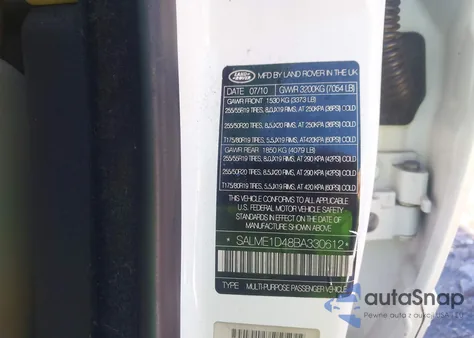 LAND ROVER
MFD BY LAND ROVER IN THE UK
DATE 07/10 GVWR 3200KG (7054 LB)
GAWR FRONT 1530 KG (3373 LB)
255/55R19 TIRES, 8.0JX19 RIMS, AT 250KPA (36PSI) COLD
255/50R20 TIRES, 8.5JX20 RIMS, AT 250KPA (36PSI) COLD
T175/80R19 TIRES, 5.5JX19 RIMS, AT420KPA (60PSI) COLD
GAWR REAR 1850 KG (4079 LB)
255/55R19 TIRES, 8.0JX19 RIMS, AT 290 KPA (42PSI) COLD
255/50R20 TIRES, 8.5JX20 RIMS, AT 290 KPA (42PSI) COLD
T175/80R19 TIRES, 5.5JX19 RIMS, AT 420 KPA (60PSI) COLD
THIS VEHICLE CONFORMS TO ALL APPLICABLE
U.S. FEDERAL MOTOR VEHICLE SAFETY
STANDARDS IN EFFECT ON THE DATE OF
MANUFACTURE SHOWN ABOVE
* SALME1D48BA330612 *
TYPE MULTI-PURPOSE PASSENGER VEHICLE
autoSnap
Pewne auto z